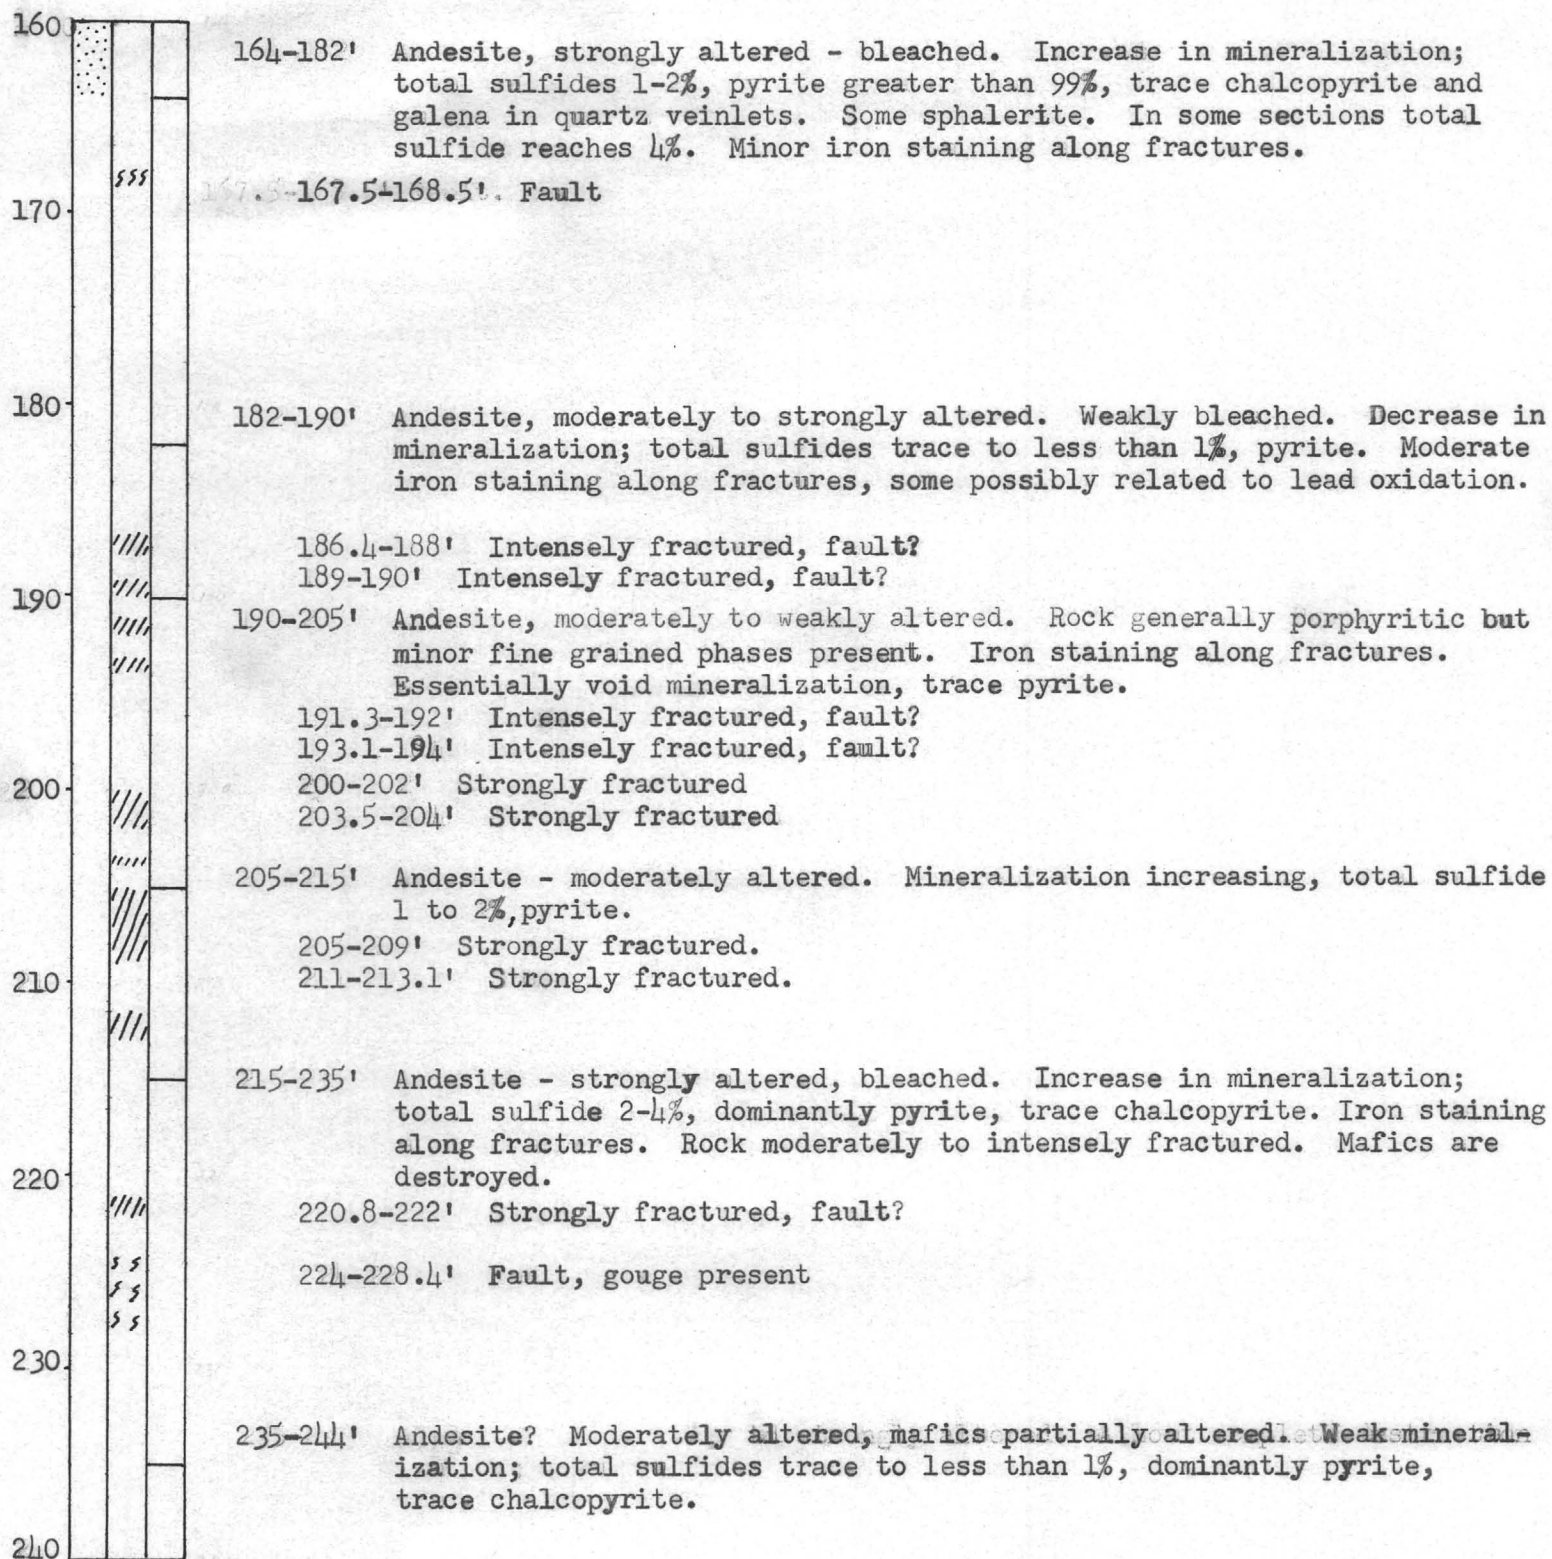 160
164-182' Andesite, strongly altered - bleached. Increase in mineralization;
total sulfides 1-2%, pyrite greater than 99%, trace chalcopyrite and
galena in quartz veinlets. Some sphalerite. In some sections total
sulfide reaches 4%. Minor iron staining along fractures.
167.5-168.5'. Fault
170
180
182-190' Andesite, moderately to strongly altered. Weakly bleached. Decrease in
mineralization; total sulfides trace to less than 1%, pyrite. Moderate
iron staining along fractures, some possibly related to lead oxidation.
186.4-188' Intensely fractured, fault?
189-190' Intensely fractured, fault?
190
190-205' Andesite, moderately to weakly altered. Rock generally porphyritic but
minor fine grained phases present. Iron staining along fractures.
Essentially void mineralization, trace pyrite.
191.3-192' Intensely fractured, fault?
193.1-194' Intensely fractured, fault?
200
200-202' Strongly fractured
203.5-204' Strongly fractured
205-215' Andesite - moderately altered. Mineralization increasing, total sulfide
1 to 2%, pyrite.
205-209' Strongly fractured.
210
211-213.1' Strongly fractured.
215-235' Andesite - strongly altered, bleached. Increase in mineralization;
total sulfide 2-4%, dominantly pyrite, trace chalcopyrite. Iron staining
along fractures. Rock moderately to intensely fractured. Mafics are
destroyed.
220
220.8-222' Strongly fractured, fault?
224-228.4' Fault, gouge present
230
235-244' Andesite? Moderately altered, mafics partially altered. Weak mineral-
ization; total sulfides trace to less than 1%, dominantly pyrite,
trace chalcopyrite.
240